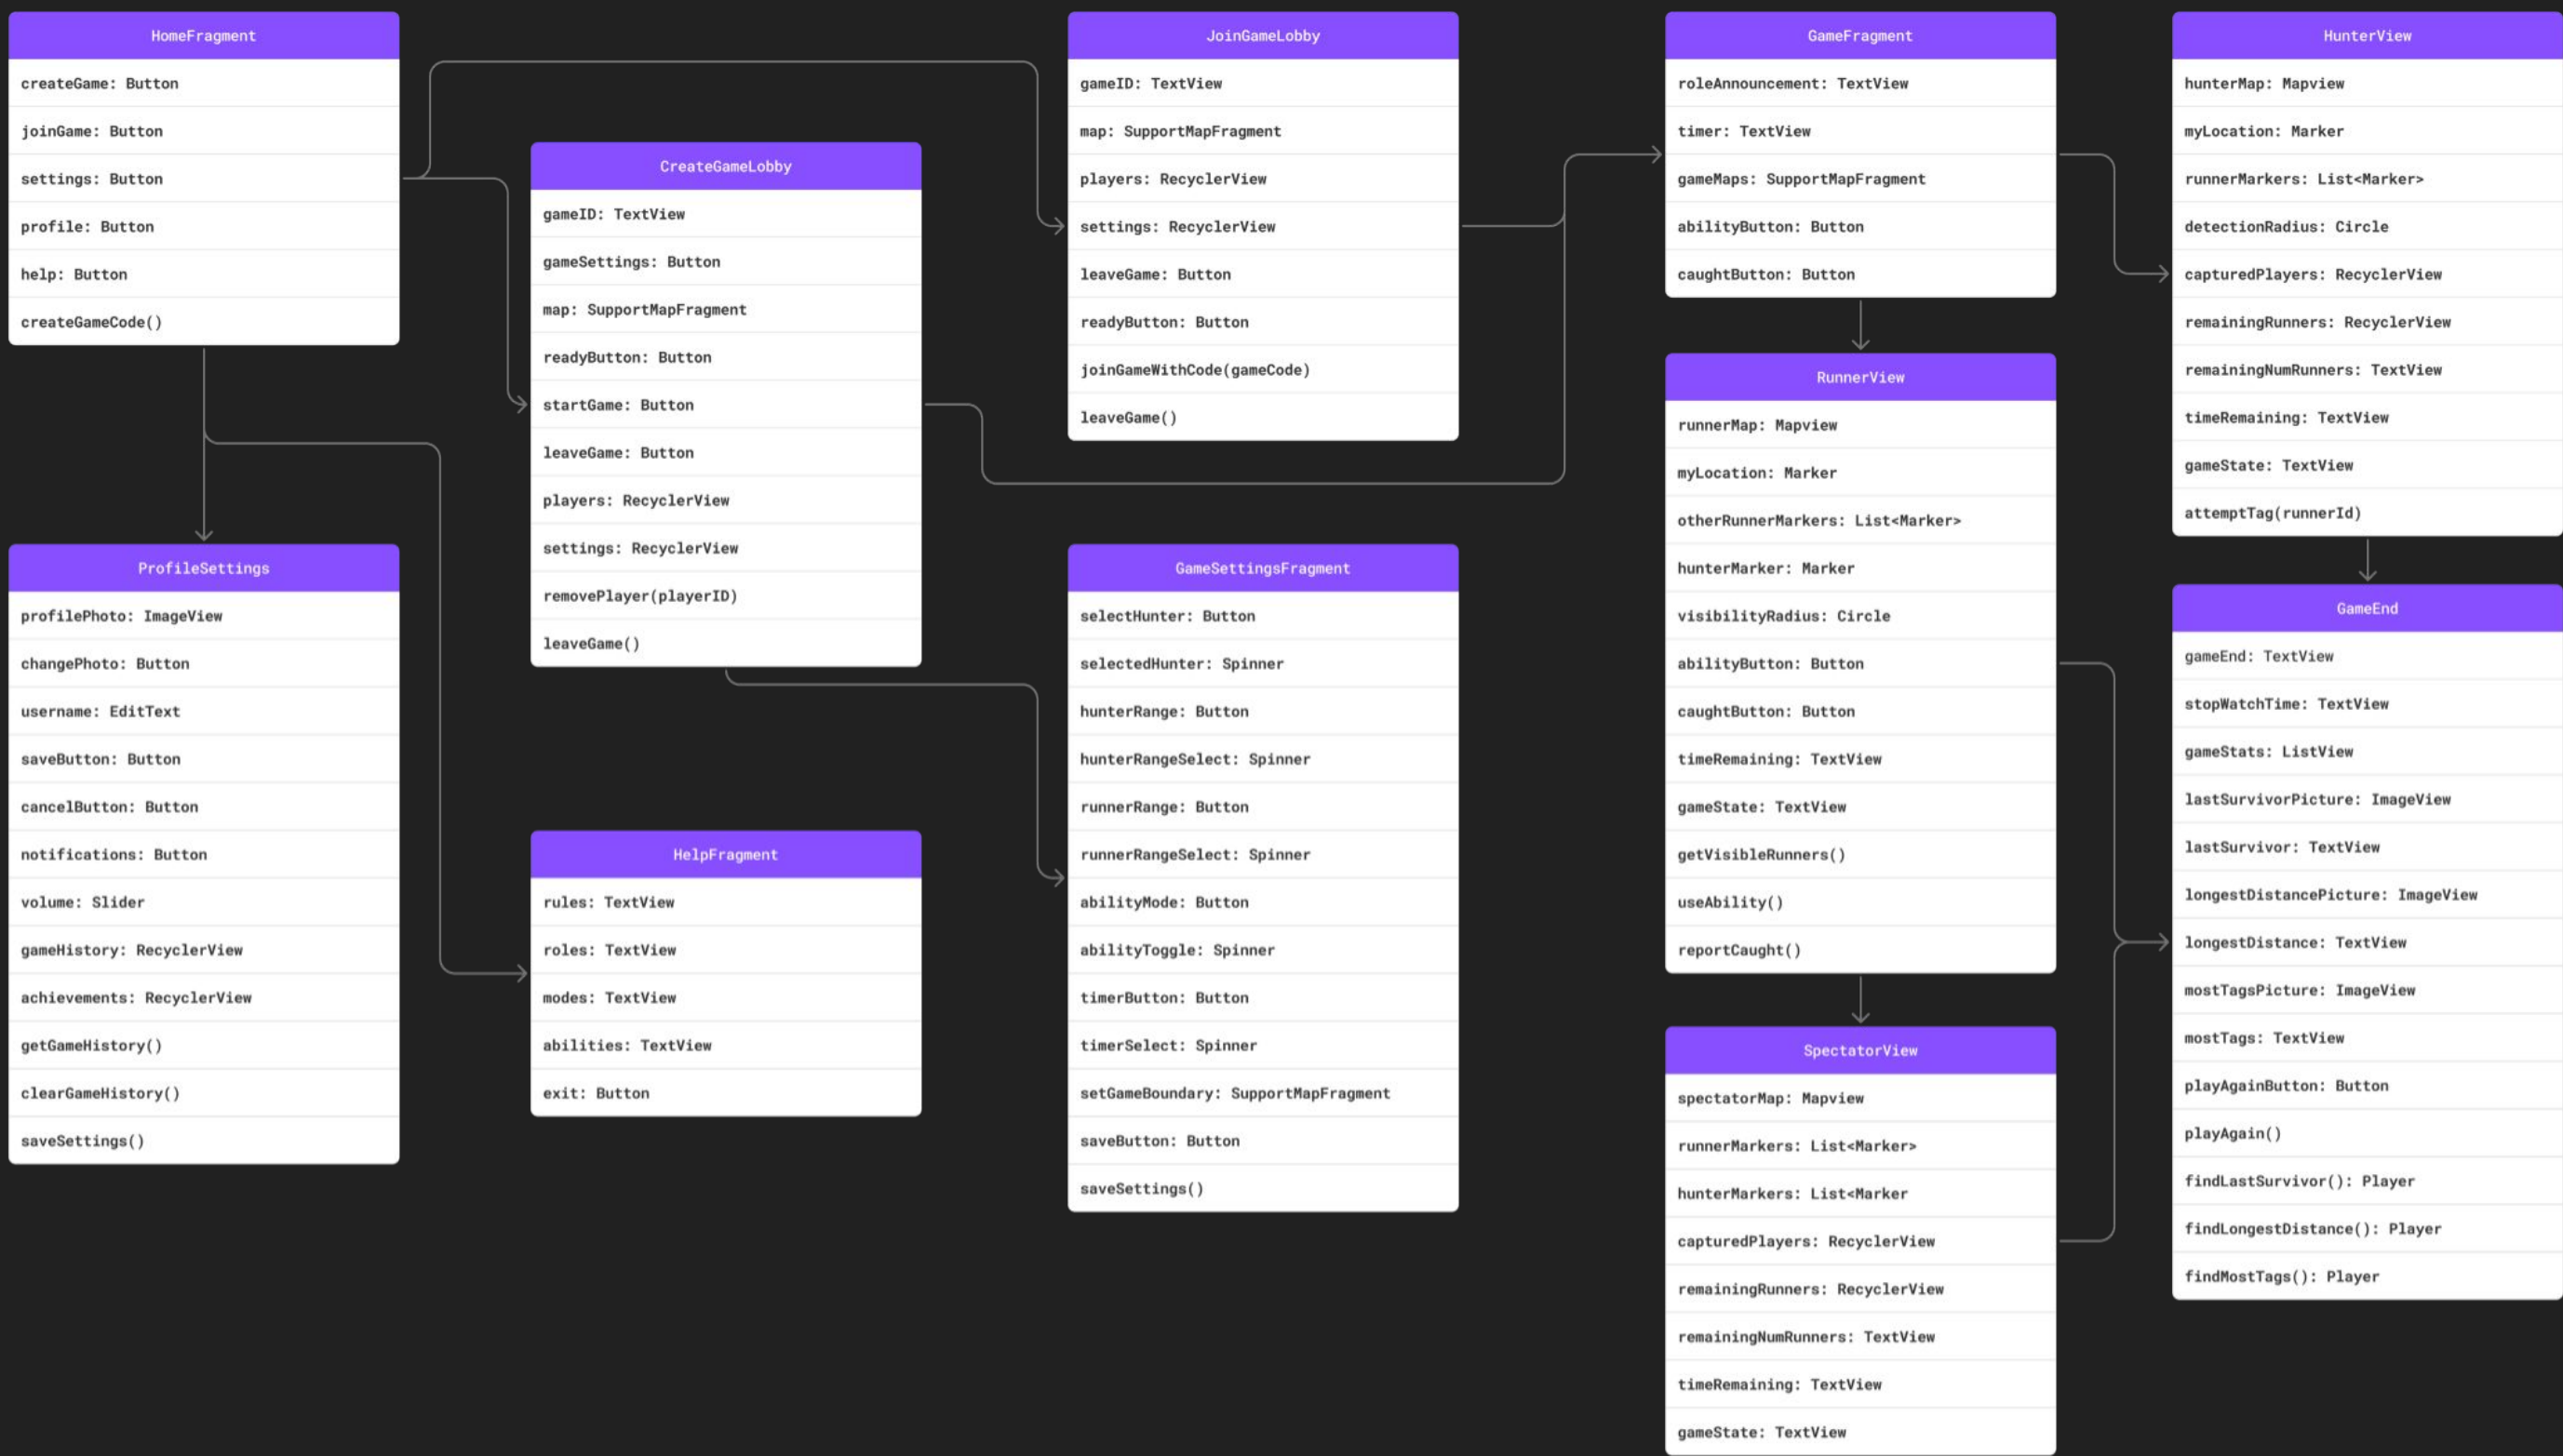 HomeFragment
createGame: Button
joinGame: Button
settings: Button
profile: Button
help: Button
createGameCode()
ProfileSettings
profilePhoto: ImageView
changePhoto: Button
username: EditText
saveButton: Button
cancelButton: Button
notifications: Button
volume: Slider
gameHistory: RecyclerView
achievements: RecyclerView
getGameHistory()
clearGameHistory()
saveSettings()
CreateGameLobby
gameID: TextView
gameSettings: Button
map: SupportMapFragment
readyButton: Button
startGame: Button
leaveGame: Button
players: RecyclerView
settings: RecyclerView
removePlayer(playerID)
leaveGame()
HelpFragment
rules: TextView
roles: TextView
modes: TextView
abilities: TextView
exit: Button
JoinGameLobby
gameID: TextView
map: SupportMapFragment
players: RecyclerView
settings: RecyclerView
leaveGame: Button
readyButton: Button
joinGameWithCode(gameCode)
leaveGame()
GameSettingsFragment
selectHunter: Button
selectedHunter: Spinner
hunterRange: Button
hunterRangeSelect: Spinner
runnerRange: Button
runnerRangeSelect: Spinner
abilityMode: Button
abilityToggle: Spinner
timerButton: Button
timerSelect: Spinner
setGameBoundary: SupportMapFragment
saveButton: Button
saveSettings()
GameFragment
roleAnnouncement: TextView
timer: TextView
gameMaps: SupportMapFragment
abilityButton: Button
caughtButton: Button
RunnerView
runnerMap: Mapview
myLocation: Marker
otherRunnerMarkers: List<Marker>
hunterMarker: Marker
visibilityRadius: Circle
abilityButton: Button
caughtButton: Button
timeRemaining: TextView
gameState: TextView
getVisibleRunners()
useAbility()
reportCaught()
SpectatorView
spectatorMap: Mapview
runnerMarkers: List<Marker>
hunterMarkers: List<Marker
capturedPlayers: RecyclerView
remainingRunners: RecyclerView
remainingNumRunners: TextView
timeRemaining: TextView
gameState: TextView
HunterView
hunterMap: Mapview
myLocation: Marker
runnerMarkers: List<Marker>
detectionRadius: Circle
capturedPlayers: RecyclerView
remainingRunners: RecyclerView
remainingNumRunners: TextView
timeRemaining: TextView
gameState: TextView
attemptTag(runnerId)
GameEnd
gameEnd: TextView
stopWatchTime: TextView
gameStats: ListView
lastSurvivorPicture: ImageView
lastSurvivor: TextView
longestDistancePicture: ImageView
longestDistance: TextView
mostTagsPicture: ImageView
mostTags: TextView
playAgainButton: Button
playAgain()
findLastSurvivor(): Player
findLongestDistance(): Player
findMostTags(): Player